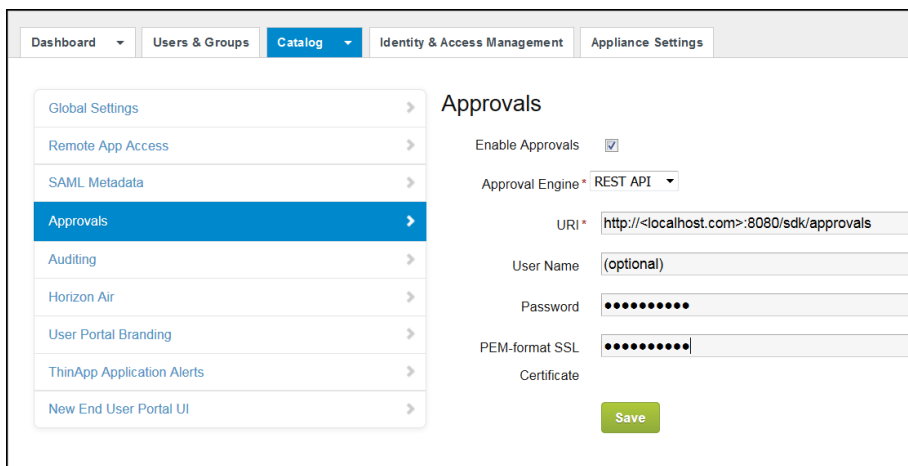 Dashboard Users & Groups Catalog Identity & Access Management Appliance Settings
Global Settings
Remote App Access
SAML Metadata
Approvals
Auditing
Horizon Air
User Portal Branding
ThinApp Application Alerts
New End User Portal UI
Approvals
Enable Approvals
Approval Engine* REST API
URI* http://<localhost.com>:8080/sdk/approvals
User Name (optional)
Password ●●●●●●●●●●
PEM-format SSL ●●●●●●●●●●
Certificate
Save